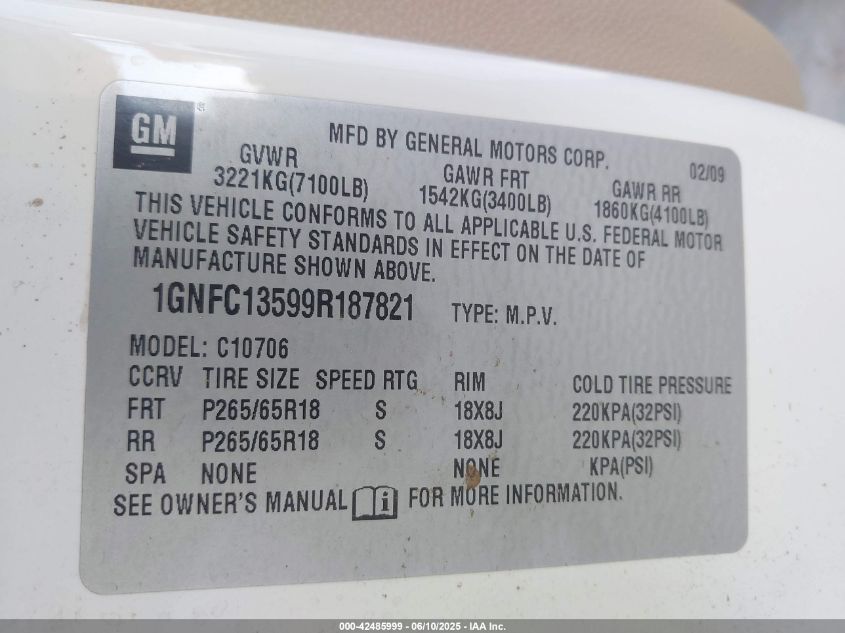 GM
MFD BY GENERAL MOTORS CORP. 02/09
GVWR GAWR FRT GAWR RR
3221KG(7100LB) 1542KG(3400LB) 1860KG(4100LB)
THIS VEHICLE CONFORMS TO ALL APPLICABLE U.S. FEDERAL MOTOR
VEHICLE SAFETY STANDARDS IN EFFECT ON THE DATE OF
MANUFACTURE SHOWN ABOVE.
1GNFC13599R187821 TYPE: M.P.V.
MODEL: C10706
CCRV TIRE SIZE SPEED RTG RIM COLD TIRE PRESSURE
FRT P265/65R18 S 18X8J 220KPA(32PSI)
RR P265/65R18 S 18X8J 220KPA(32PSI)
SPA NONE NONE KPA(PSI)
SEE OWNER'S MANUAL i FOR MORE INFORMATION.
000-42485999 - 06/10/2025 - IAA Inc.